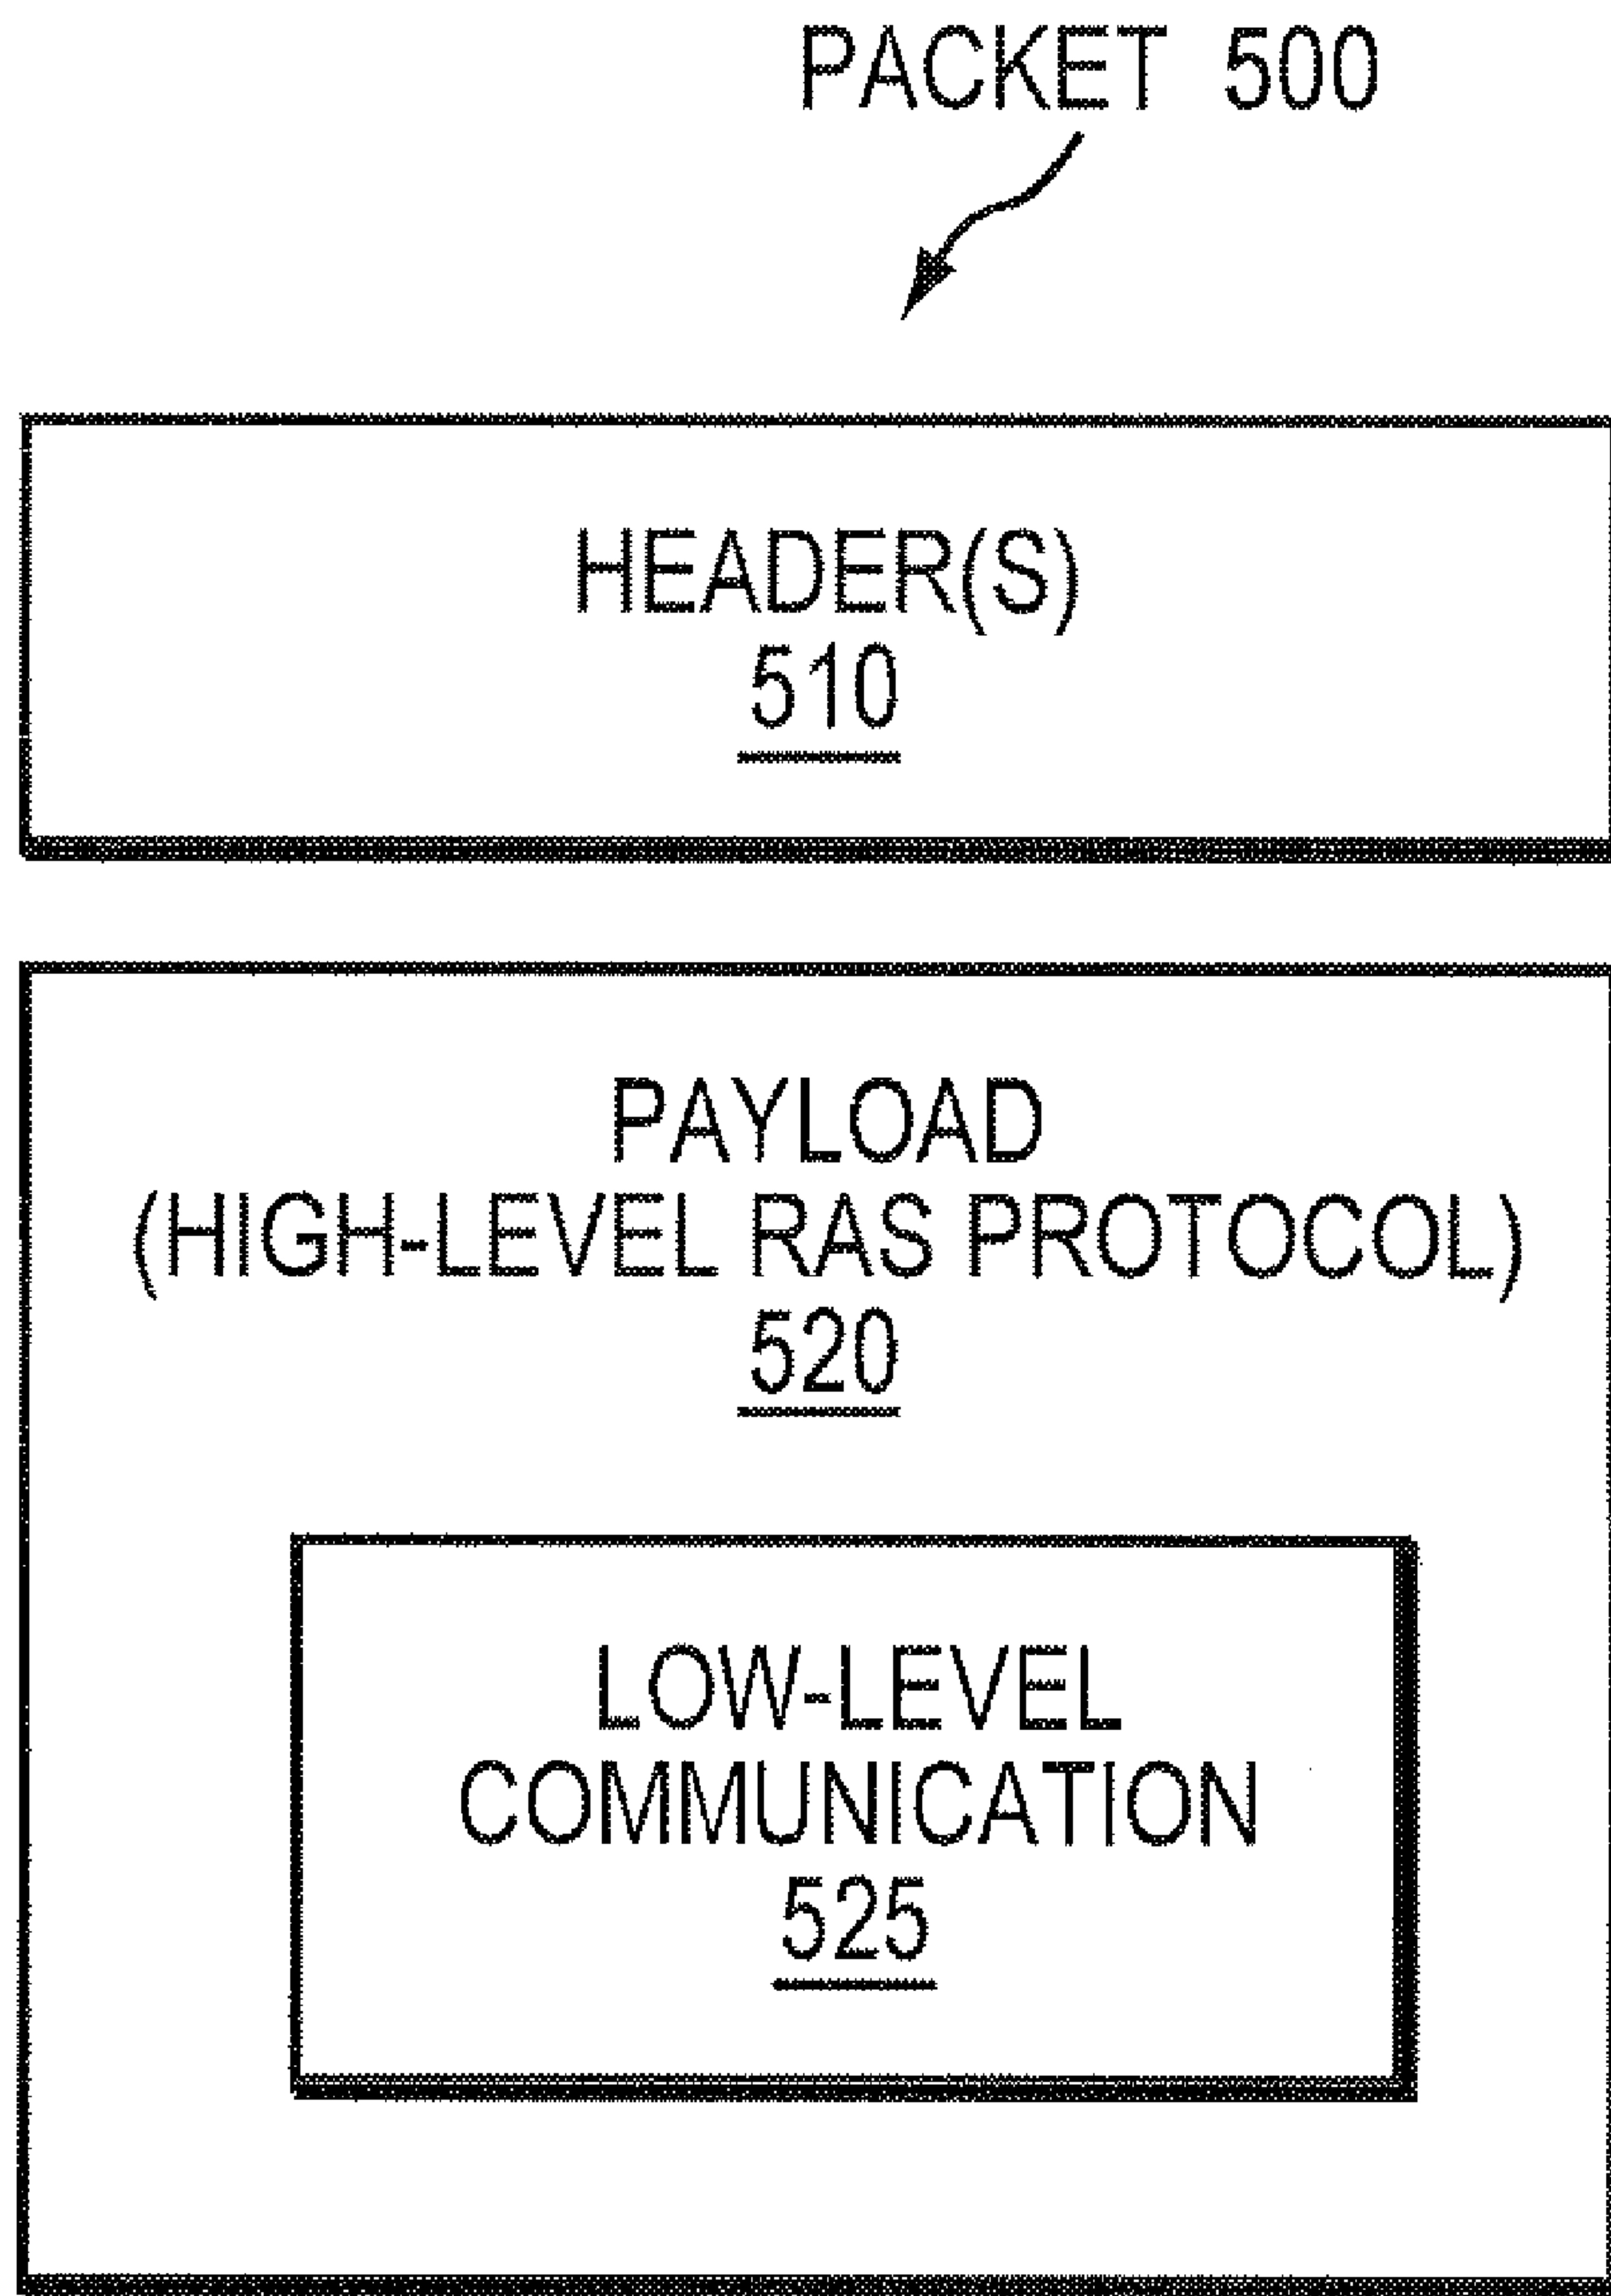 PACKET 500
HEADER(S)
510
PAYLOAD
(HIGH-LEVEL RAS PROTOCOL)
520
LOW-LEVEL
COMMUNICATION
525